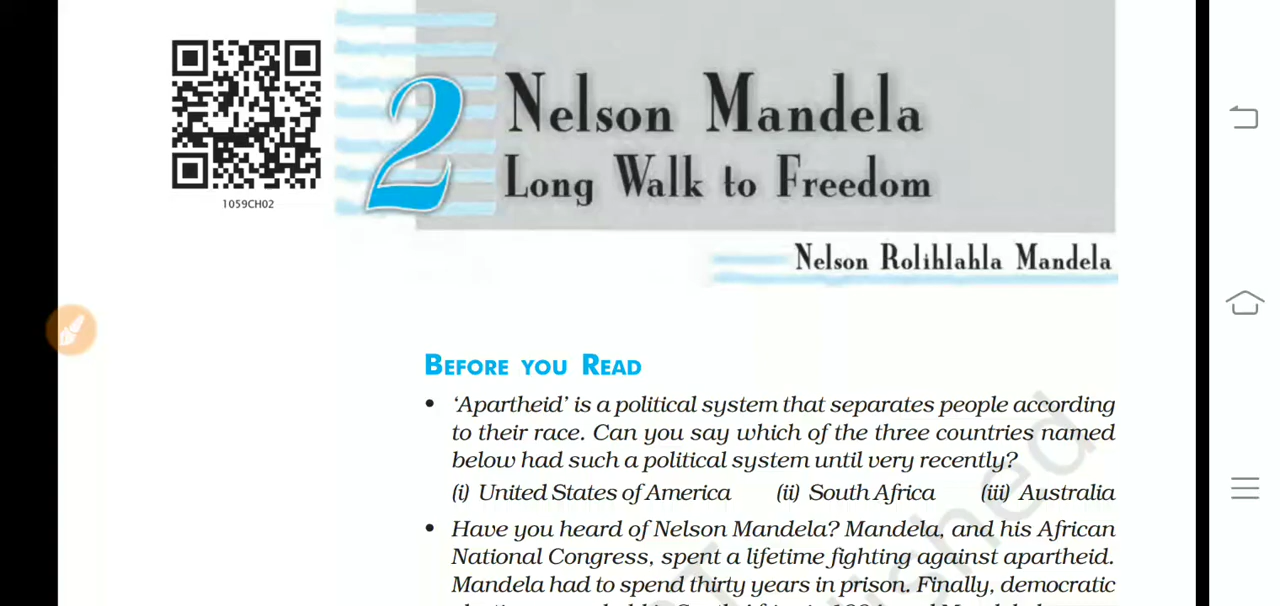 2
Nelson Mandela
Long Walk to Freedom
1059CH02
Nelson Rolihlahla Mandela
BEFORE YOU READ
• ‘Apartheid’ is a political system that separates people according
to their race. Can you say which of the three countries named
below had such a political system until very recently?
(i) United States of America (ii) South Africa (iii) Australia
• Have you heard of Nelson Mandela? Mandela, and his African
National Congress, spent a lifetime fighting against apartheid.
Mandela had to spend thirty years in prison. Finally, democratic